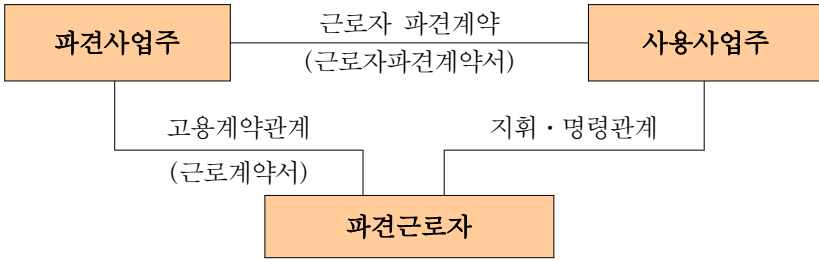 파견사업주
근로자 파견계약
(근로자파견계약서)
사용사업주
고용계약관계
(근로계약서)
지휘·명령관계
파견근로자